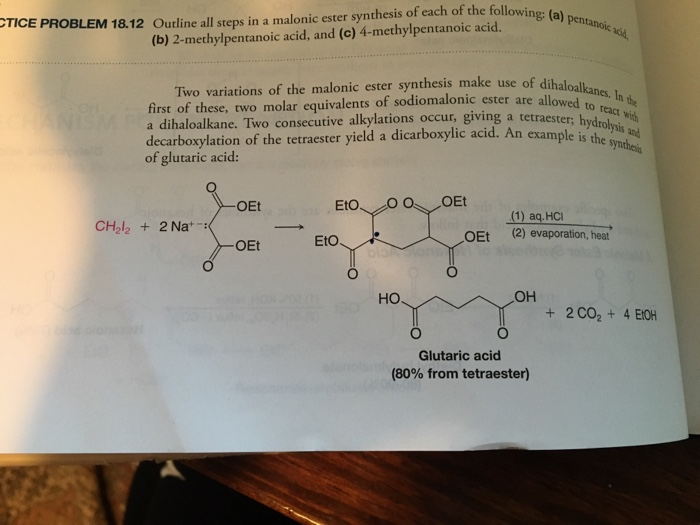 CTICE PROBLEM 18.12 Outline all steps in a malonic ester synthesis of each of the following: (a) pentanoic acid,
(b) 2-methylpentanoic acid, and (c) 4-methylpentanoic acid.
Two variations of the malonic ester synthesis make use of dihaloalkanes. In the
first of these, two molar equivalents of sodiomalonic ester are allowed to react with
a dihaloalkane. Two consecutive alkylations occur, giving a tetraester; hydrolysis and
decarboxylation of the tetraester yield a dicarboxylic acid. An example is the synthesis
of glutaric acid:
O
OEt
CH₂I₂ + 2 Na⁺ -:
OEt
O
EtO O O OEt
EtO OEt
O O
(1) aq. HCl
(2) evaporation, heat
HO OH
O O
+ 2 CO₂ + 4 EtOH
Glutaric acid
(80% from tetraester)